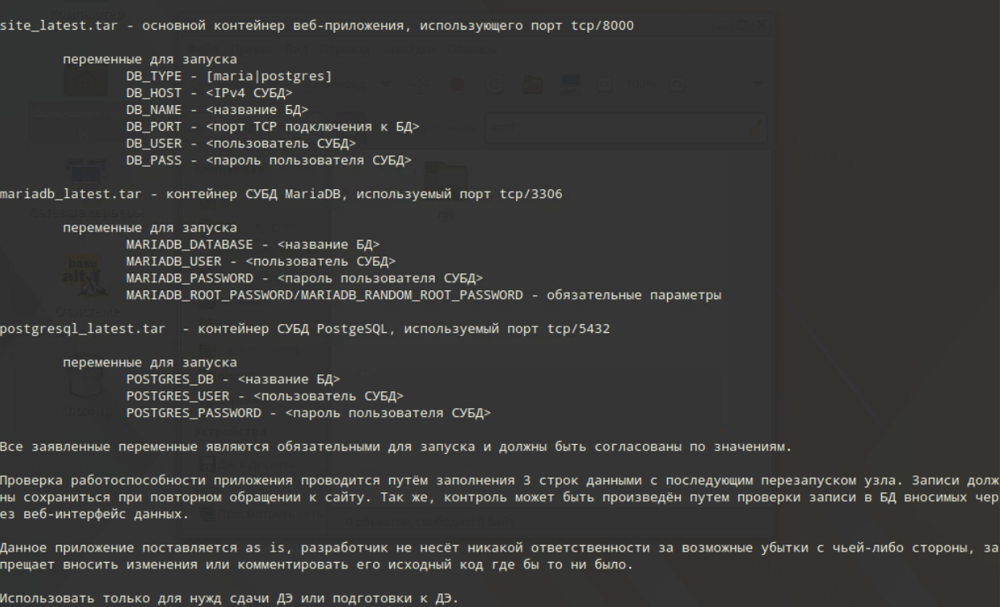 site_latest.tar - основной контейнер веб-приложения, использующего порт tcp/8000
переменные для запуска
DB_TYPE - [maria|postgres]
DB_HOST - <IPv4 СУБД>
DB_NAME - <название БД>
DB_PORT - <порт TCP подключения к БД>
DB_USER - <пользователь СУБД>
DB_PASS - <пароль пользователя СУБД>
mariadb_latest.tar - контейнер СУБД MariaDB, используемый порт tcp/3306
переменные для запуска
MARIADB_DATABASE - <название БД>
MARIADB_USER - <пользователь СУБД>
MARIADB_PASSWORD - <пароль пользователя СУБД>
MARIADB_ROOT_PASSWORD/MARIADB_RANDOM_ROOT_PASSWORD - обязательные параметры
postgresql_latest.tar  - контейнер СУБД PostgeSQL, используемый порт tcp/5432
переменные для запуска
POSTGRES_DB - <название БД>
POSTGRES_USER - <пользователь СУБД>
POSTGRES_PASSWORD - <пароль пользователя СУБД>
Все заявленные переменные являются обязательными для запуска и должны быть согласованы по значениям.
Проверка работоспособности приложения проводится путём заполнения 3 строк данными с последующим перезапуском узла. Записи долж
ны сохраниться при повторном обращении к сайту. Так же, контроль может быть произведён путем проверки записи в БД вносимых чер
ез веб-интерфейс данных.
Данное приложение поставляется as is, разработчик не несёт никакой ответственности за возможные убытки с чьей-либо стороны, за
прещает вносить изменения или комментировать его исходный код где бы то ни было.
Использовать только для нужд сдачи ДЭ или подготовки к ДЭ.